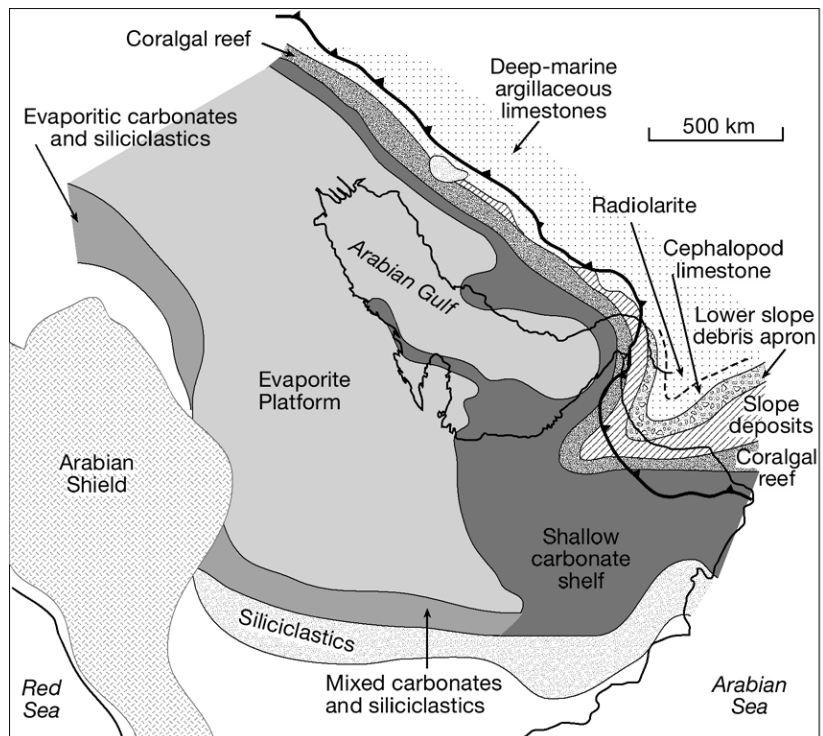 Coralgal reef
Deep-marine
argillaceous
limestones
500 km
Evaporitic carbonates
and siliciclastics
Radiolarite
Cephalopod
limestone
Lower slope
debris apron
Arabian Gulf
Evaporite
Platform
Slope
deposits
Coralgal
reef
Arabian
Shield
Shallow
carbonate
shelf
Siliciclastics
Mixed carbonates
and siliciclastics
Red
Sea
Arabian
Sea